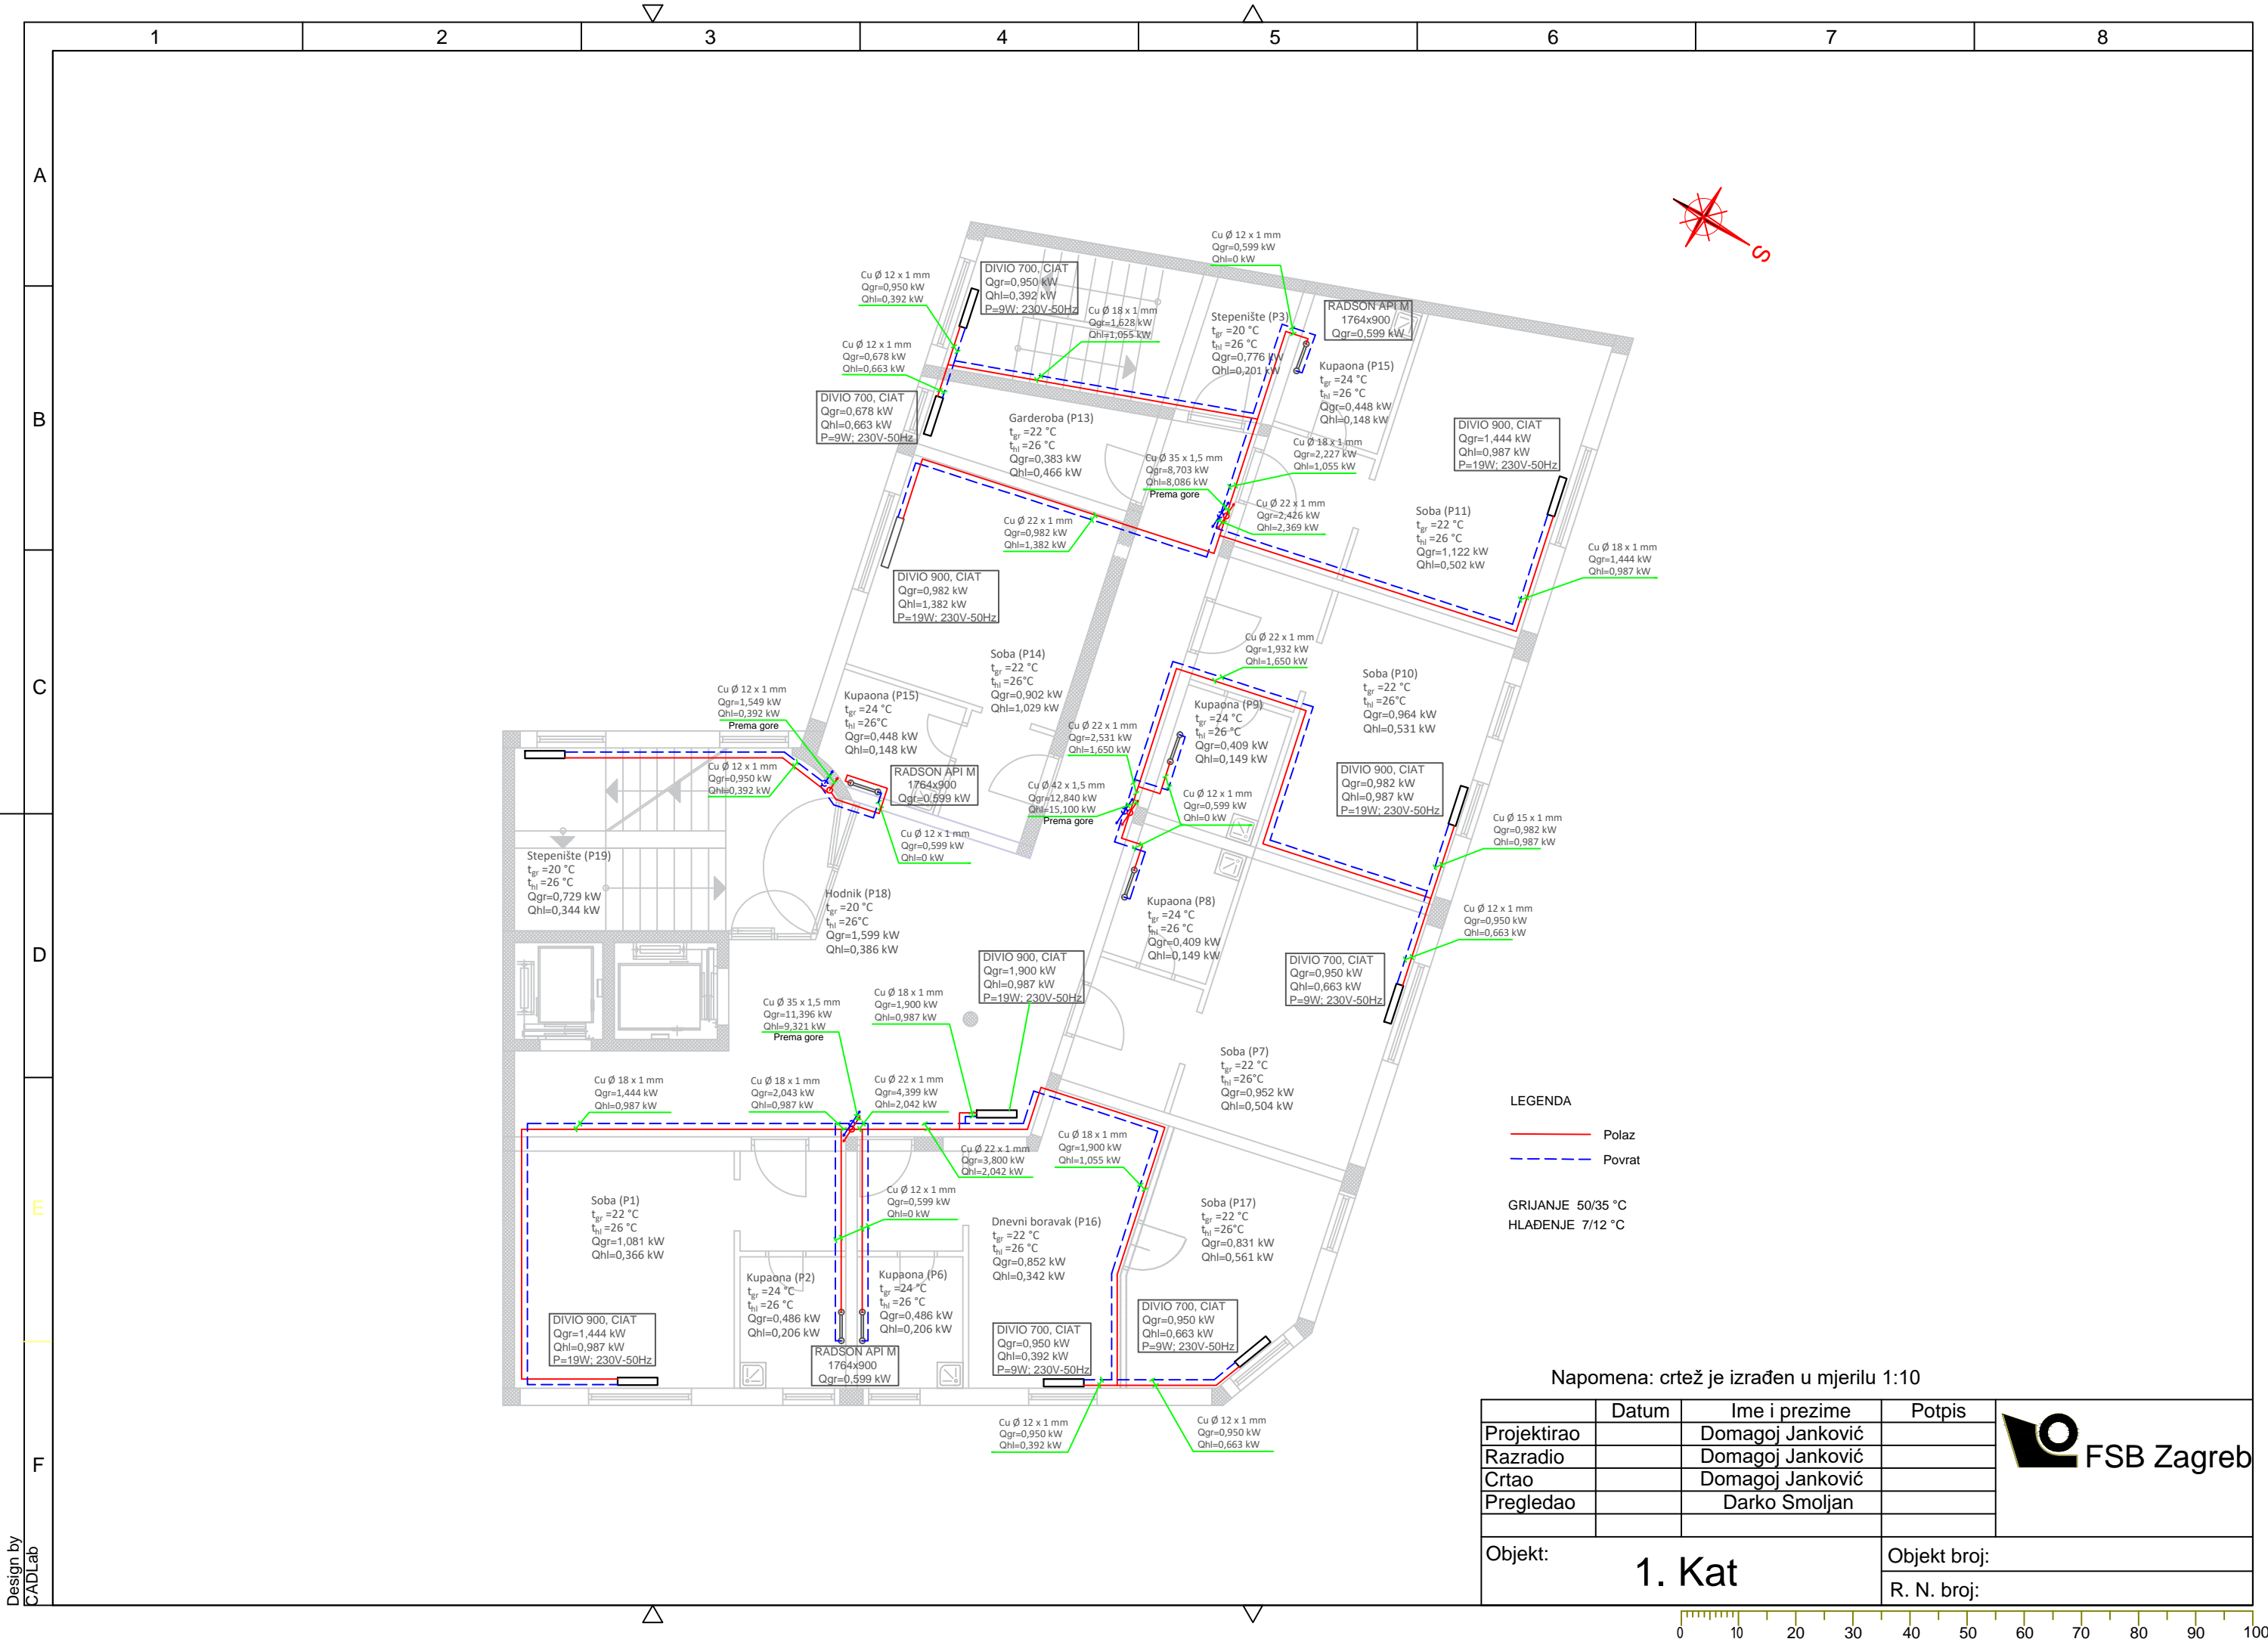 1 2 3 4 5 6 7 8
A
B
C
D
E
F
S
Cu Ø 12 x 1 mm
Qgr=0,599 kW
Qhl=0 kW
Cu Ø 12 x 1 mm
Qgr=0,950 kW
Qhl=0,392 kW
DIVIO 700, CIAT
Qgr=0,950 kW
Qhl=0,392 kW
P=9W; 230V-50Hz
Cu Ø 18 x 1 mm
Qgr=1,628 kW
Qhl=1,055 kW
Stepenište (P3)
tgr =20 °C
thl =26 °C
Qgr=0,776 kW
Qhl=0,201 kW
RADSON API M
1764x900
Qgr=0,599 kW
Cu Ø 12 x 1 mm
Qgr=0,678 kW
Qhl=0,663 kW
Kupaona (P15)
tgr =24 °C
thl =26 °C
Qgr=0,448 kW
Qhl=0,148 kW
DIVIO 700, CIAT
Qgr=0,678 kW
Qhl=0,663 kW
P=9W; 230V-50Hz
Garderoba (P13)
tgr =22 °C
thl =26 °C
Qgr=0,383 kW
Qhl=0,466 kW
DIVIO 900, CIAT
Qgr=1,444 kW
Qhl=0,987 kW
P=19W; 230V-50Hz
Cu Ø 35 x 1,5 mm
Qgr=8,703 kW
Qhl=8,086 kW
Prema gore
Cu Ø 18 x 1 mm
Qgr=2,227 kW
Qhl=1,055 kW
Cu Ø 22 x 1 mm
Qgr=2,426 kW
Qhl=2,369 kW
Cu Ø 22 x 1 mm
Qgr=0,982 kW
Qhl=1,382 kW
Soba (P11)
tgr =22 °C
thl =26 °C
Qgr=1,122 kW
Qhl=0,502 kW
Cu Ø 18 x 1 mm
Qgr=1,444 kW
Qhl=0,987 kW
DIVIO 900, CIAT
Qgr=0,982 kW
Qhl=1,382 kW
P=19W; 230V-50Hz
Soba (P14)
tgr =22 °C
thl =26°C
Qgr=0,902 kW
Qhl=1,029 kW
Cu Ø 22 x 1 mm
Qgr=1,932 kW
Qhl=1,650 kW
Soba (P10)
tgr =22 °C
thl =26°C
Qgr=0,964 kW
Qhl=0,531 kW
Cu Ø 12 x 1 mm
Qgr=1,549 kW
Qhl=0,392 kW
Prema gore
Kupaona (P15)
tgr =24 °C
thl =26°C
Qgr=0,448 kW
Qhl=0,148 kW
Kupaona (P9)
tgr =24 °C
thl =26 °C
Qgr=0,409 kW
Qhl=0,149 kW
Cu Ø 22 x 1 mm
Qgr=2,531 kW
Qhl=1,650 kW
Cu Ø 12 x 1 mm
Qgr=0,950 kW
Qhl=0,392 kW
RADSON API M
1764x900
Qgr=0,599 kW
Cu Ø 42 x 1,5 mm
Qgr=12,840 kW
Qhl=15,100 kW
Prema gore
Cu Ø 12 x 1 mm
Qgr=0,599 kW
Qhl=0 kW
DIVIO 900, CIAT
Qgr=0,982 kW
Qhl=0,987 kW
P=19W; 230V-50Hz
Cu Ø 12 x 1 mm
Qgr=0,599 kW
Qhl=0 kW
Cu Ø 15 x 1 mm
Qgr=0,982 kW
Qhl=0,987 kW
Stepenište (P19)
tgr =20 °C
thl =26 °C
Qgr=0,729 kW
Qhl=0,344 kW
Hodnik (P18)
tgr =20 °C
thl =26°C
Qgr=1,599 kW
Qhl=0,386 kW
Kupaona (P8)
tgr =24 °C
thl =26 °C
Qgr=0,409 kW
Qhl=0,149 kW
Cu Ø 12 x 1 mm
Qgr=0,950 kW
Qhl=0,663 kW
DIVIO 900, CIAT
Qgr=1,900 kW
Qhl=0,987 kW
P=19W; 230V-50Hz
DIVIO 700, CIAT
Qgr=0,950 kW
Qhl=0,663 kW
P=9W; 230V-50Hz
Cu Ø 35 x 1,5 mm
Qgr=11,396 kW
Qhl=9,321 kW
Prema gore
Cu Ø 18 x 1 mm
Qgr=1,900 kW
Qhl=0,987 kW
Soba (P7)
tgr =22 °C
thl =26°C
Qgr=0,952 kW
Qhl=0,504 kW
Cu Ø 18 x 1 mm
Qgr=1,444 kW
Qhl=0,987 kW
Cu Ø 18 x 1 mm
Qgr=2,043 kW
Qhl=0,987 kW
Cu Ø 22 x 1 mm
Qgr=4,399 kW
Qhl=2,042 kW
Cu Ø 22 x 1 mm
Qgr=3,800 kW
Qhl=2,042 kW
Cu Ø 18 x 1 mm
Qgr=1,900 kW
Qhl=1,055 kW
LEGENDA
Polaz
Povrat
GRIJANJE 50/35 °C
HLAĐENJE 7/12 °C
Soba (P1)
tgr =22 °C
thl =26 °C
Qgr=1,081 kW
Qhl=0,366 kW
Cu Ø 12 x 1 mm
Qgr=0,599 kW
Qhl=0 kW
Dnevni boravak (P16)
tgr =22 °C
thl =26 °C
Qgr=0,852 kW
Qhl=0,342 kW
Soba (P17)
tgr =22 °C
thl =26°C
Qgr=0,831 kW
Qhl=0,561 kW
Kupaona (P2)
tgr =24 °C
thl =26 °C
Qgr=0,486 kW
Qhl=0,206 kW
Kupaona (P6)
tgr =24 °C
thl =26 °C
Qgr=0,486 kW
Qhl=0,206 kW
DIVIO 900, CIAT
Qgr=1,444 kW
Qhl=0,987 kW
P=19W; 230V-50Hz
RADSON API M
1764x900
Qgr=0,599 kW
DIVIO 700, CIAT
Qgr=0,950 kW
Qhl=0,392 kW
P=9W; 230V-50Hz
DIVIO 700, CIAT
Qgr=0,950 kW
Qhl=0,663 kW
P=9W; 230V-50Hz
Cu Ø 12 x 1 mm
Qgr=0,950 kW
Qhl=0,392 kW
Cu Ø 12 x 1 mm
Qgr=0,950 kW
Qhl=0,663 kW
Napomena: crtež je izrađen u mjerilu 1:10
Datum Ime i prezime Potpis
Projektirao Domagoj Janković
Razradio Domagoj Janković
Crtao Domagoj Janković
Pregledao Darko Smoljan
FSB Zagreb
Objekt: 1. Kat
Objekt broj:
R. N. broj:
Design by
CADLab
0 10 20 30 40 50 60 70 80 90 100